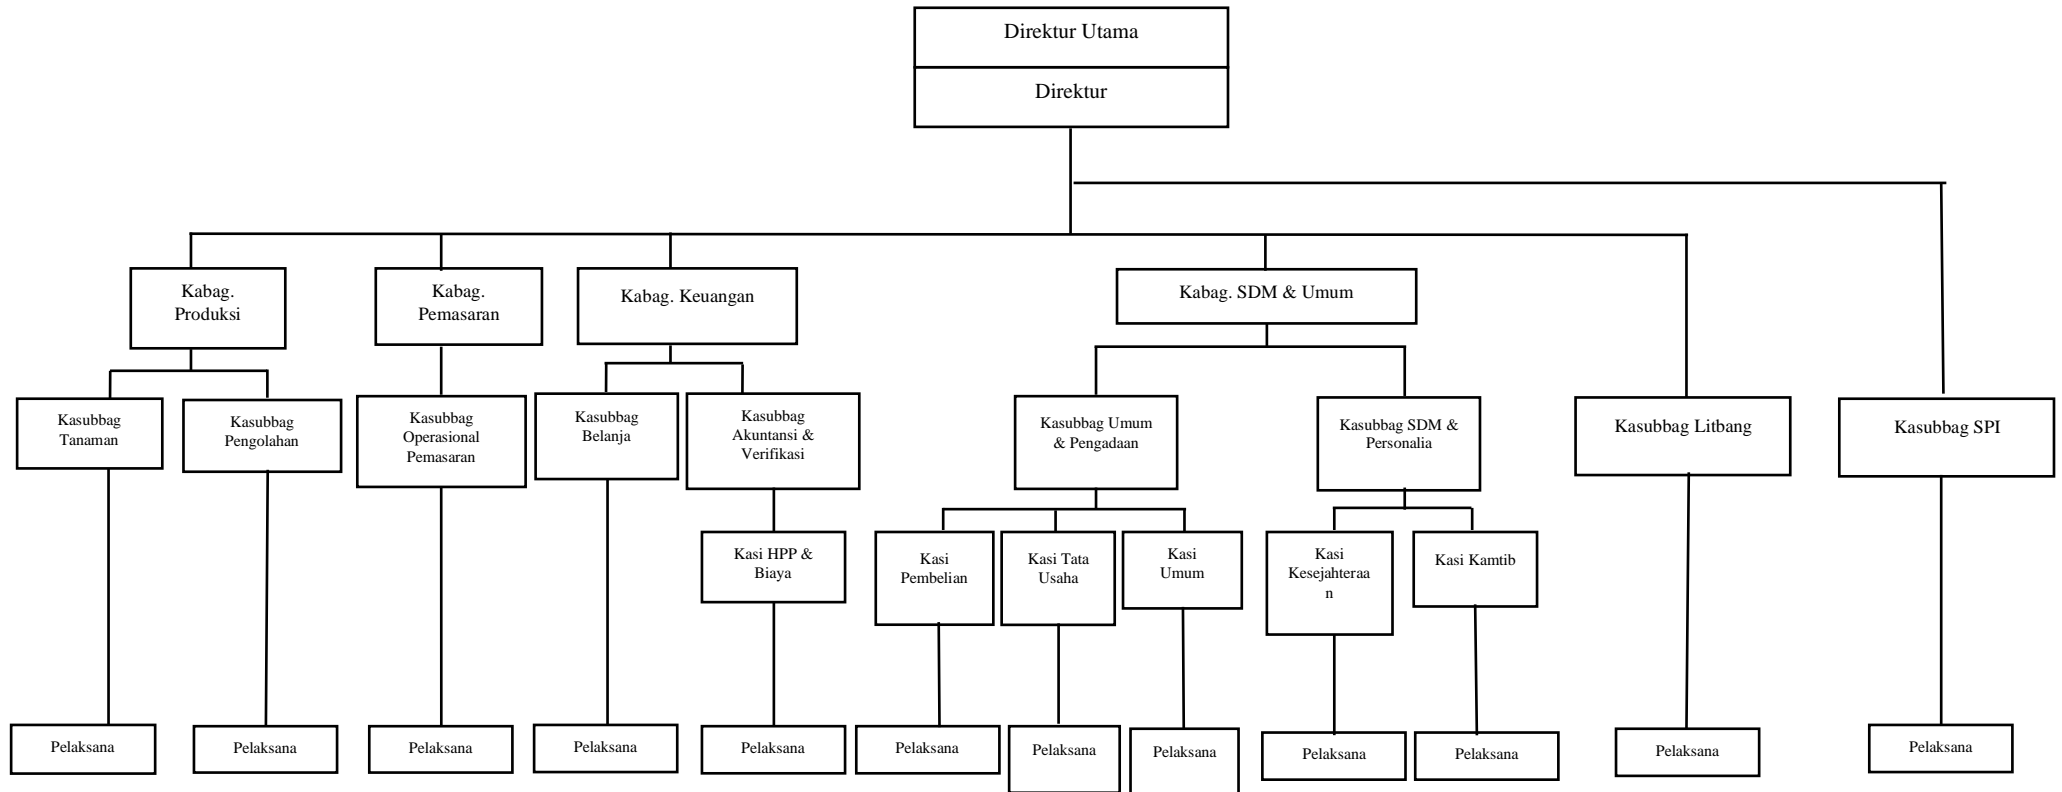 Direktur Utama
Direktur
Kabag.
Produksi
Kabag.
Pemasaran
Kabag. Keuangan
Kabag. SDM & Umum
Kasubbag
Tanaman
Kasubbag
Pengolahan
Kasubbag
Operasional
Pemasaran
Kasubbag
Belanja
Kasubbag
Akuntansi &
Verifikasi
Kasubbag Umum
& Pengadaan
Kasubbag SDM &
Personalia
Kasubbag Litbang
Kasubbag SPI
Kasi HPP &
Biaya
Kasi
Pembelian
Kasi Tata
Usaha
Kasi
Umum
Kasi
Kesejahteraa
n
Kasi Kamtib
Pelaksana
Pelaksana
Pelaksana
Pelaksana
Pelaksana
Pelaksana
Pelaksana
Pelaksana
Pelaksana
Pelaksana
Pelaksana
Pelaksana